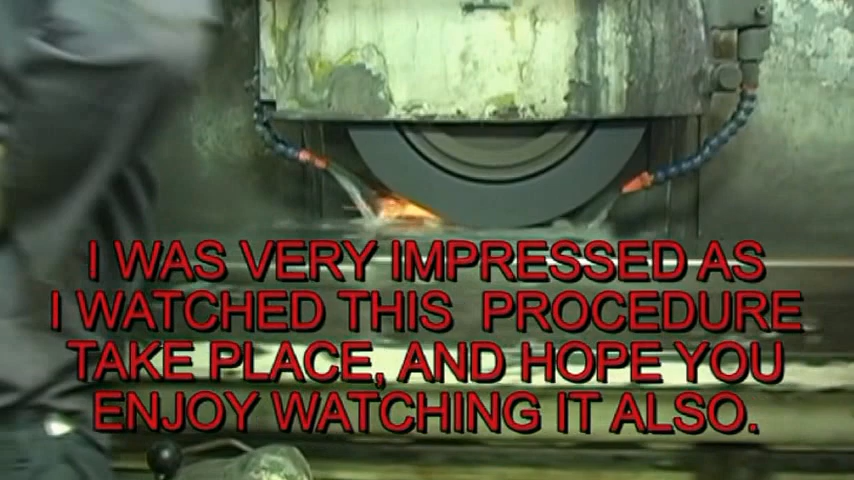 I WAS VERY IMPRESSED AS
I WATCHED THIS  PROCEDURE
TAKE PLACE, AND HOPE YOU
ENJOY WATCHING IT ALSO.